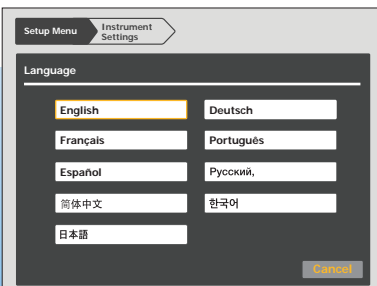 Setup Menu
Instrument
Settings
Language
English
Deutsch
Français
Português
Español
Русский,
简体中文
한국어
日本語
Cancel